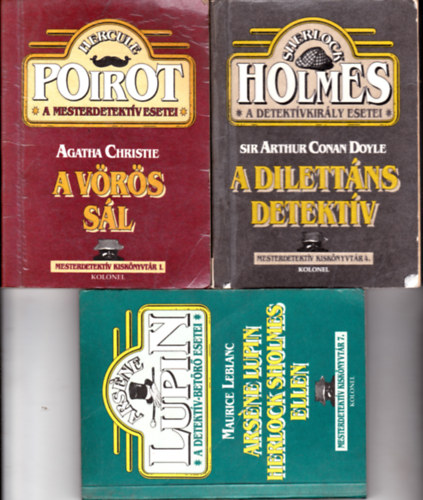 HERCULE
POIROT
A MESTERDETEKTÍV ESETEI
AGATHA CHRISTIE
A VÖRÖS
SÁL
MESTERDETEKTÍV KISKÖNYVTÁR 1.
KOLONEL
SHERLOCK
HOLMES
A DETEKTÍVKIRÁLY ESETEI
SIR ARTHUR CONAN DOYLE
A DILETTÁNS
DETEKTÍV
MESTERDETEKTÍV KISKÖNYVTÁR
KOLONEL
ARSÈNE
LUPIN
A DETEKTÍV-BETÖRŐ ESETEI
MAURICE LEBLANC
ARSÈNE LUPIN
HERLOCK SHOLMES
ELLEN
MESTERDETEKTÍV KISKÖNYVTÁR 7.
KOLONEL